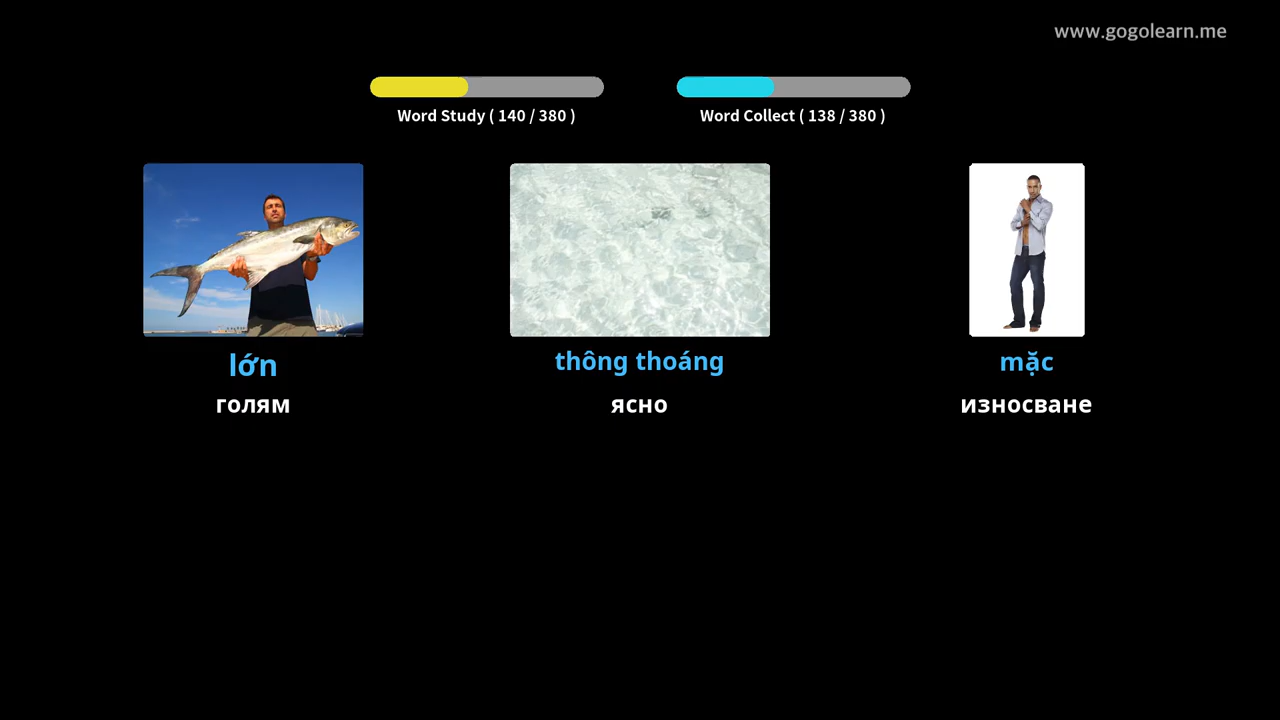 www.gogolearn.me
Word Study ( 140 / 380 )
Word Collect ( 138 / 380 )
lớn
thông thoáng
mặc
голям
ясно
износване